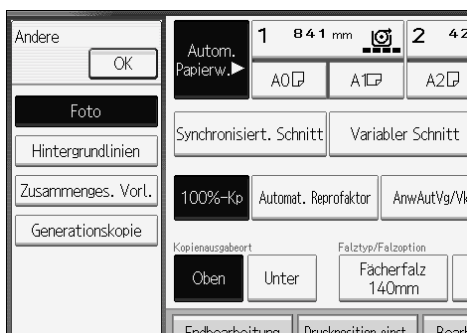 Andere
OK
Foto
Hintergrundlinien
Zusammenges. Vorl.
Generationskopie
Autom.
Papierw.▶
1 841 mm
2 42
A0
A1
A2
Synchronisiert. Schnitt
Variabler Schnitt
100%-Kp
Automat. Reprofaktor
AnwAutVg/Vk
Kopienausgabeort
Falztyp/Falzoption
Oben
Unter
Fächerfalz
140mm
Endbearbeitung
Druckposition einst.